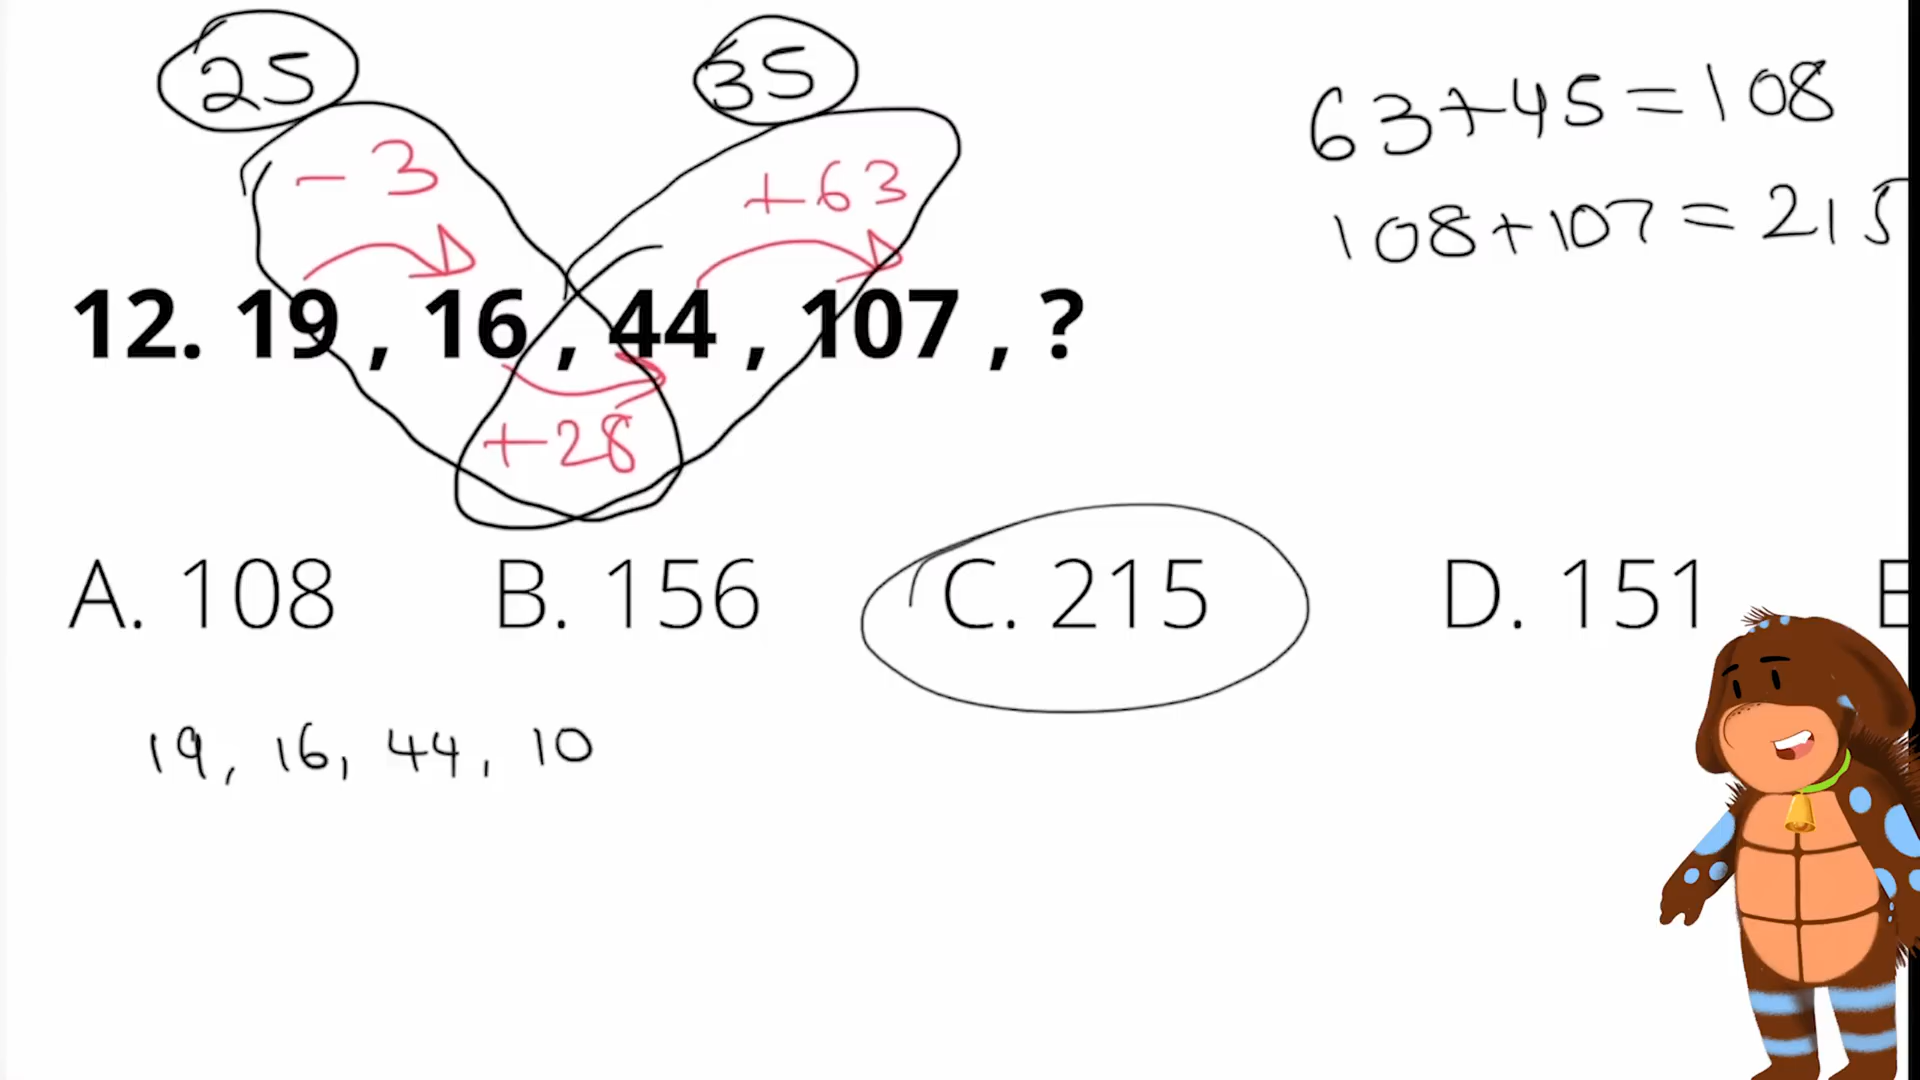 25 35
63+45=108
-3 +63
108+107=215
12. 19 , 16 , 44 , 107 , ?
+28
A. 108 B. 156 C. 215 D. 151 E
19, 16, 44, 10